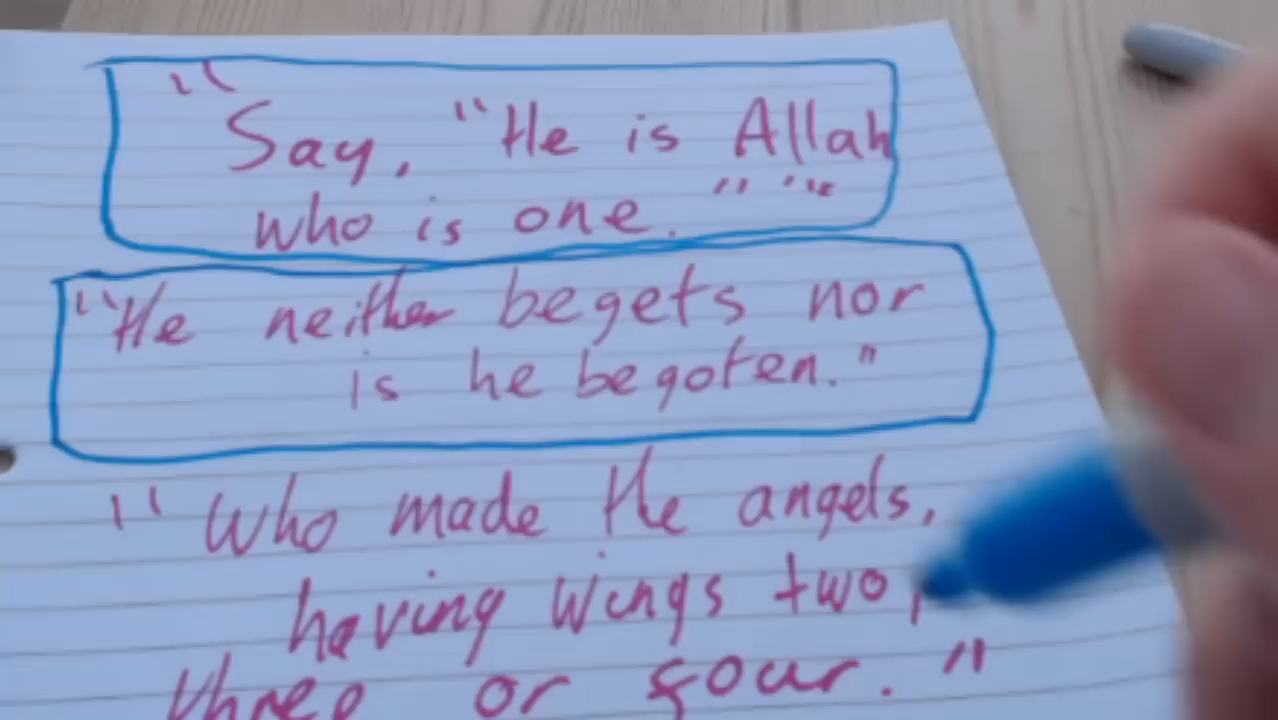 "Say, "He is Allah
who is one." "
"He neither begets nor
is he begoten."
"Who made the angels,
having wings two,
three or four."